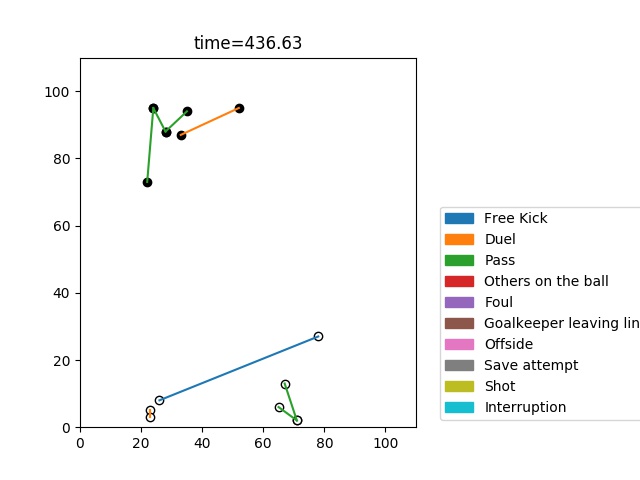 time=436.63
100
80
60
40
20
0
0 20 40 60 80 100
Free Kick
Duel
Pass
Others on the ball
Foul
Goalkeeper leaving lin
Offside
Save attempt
Shot
Interruption